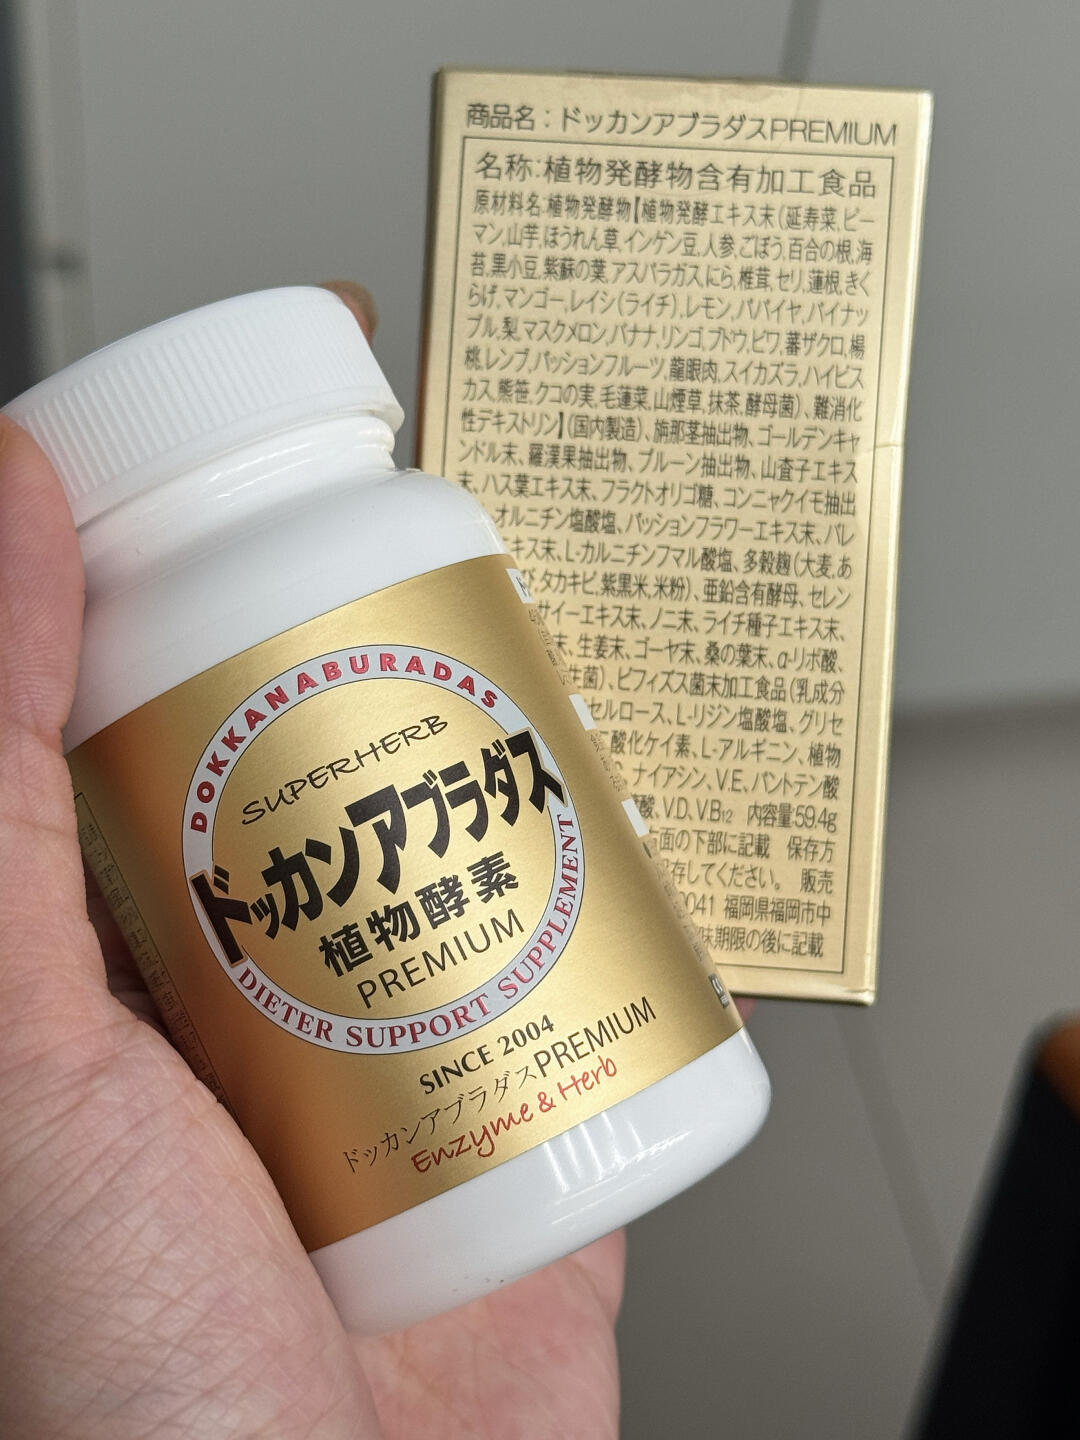 商品名：ドッカンアブラダスPREMIUM
名称:植物発酵物含有加工食品
原材料名:植物発酵物【植物発酵エキス末(延寿菜,ピー
マン,山芋,ほうれん草,インゲン豆,人参,ごぼう,百合の根,海
苔,黒小豆,紫蘇の葉,アスパラガス,にら,椎茸,セリ,蓮根,きく
らげ,マンゴー,レイシ(ライチ),レモン,パパイヤ,パイナッ
プル,梨,マスクメロン,バナナ,リンゴ,ブドウ,ビワ,蕃ザクロ,楊
桃,レンブ,パッションフルーツ,龍眼肉,スイカズラ,ハイビス
カス,熊笹,クコの実,毛蓮菜,山煙草,抹茶,酵母菌)、難消化
性デキストリン】(国内製造)、旃那茎抽出物、ゴールデンキャ
ンドル末、羅漢果抽出物、プルーン抽出物、山査子エキス
末、ハス葉エキス末、フラクトオリゴ糖、コンニャクイモ抽出
オルニチン塩酸塩、パッションフラワーエキス末、バレ
エキス末、L-カルニチンフマル酸塩、多穀麹(大麦,あ
び,タカキビ,紫黒米,米粉)、亜鉛含有酵母、セレン
サイーエキス末、ノニ末、ライチ種子エキス末、
末、生姜末、ゴーヤ末、桑の葉末、α-リポ酸、
生菌)、ビフィズス菌末加工食品(乳成分
セルロース、L-リジン塩酸塩、グリセ
二酸化ケイ素、L-アルギニン、植物
ナイアシン、V.E、パントテン酸
葉酸、V.D、V.B₁₂ 内容量:59.4g
面の下部に記載 保存方
保存してください。 販売
041 福岡県福岡市中
味期限の後に記載
DOKKANABURADAS
SUPERHERB
ドッカンアブラダス
植物酵素
PREMIUM
DIETER SUPPORT SUPPLEMENT
SINCE 2004
ドッカンアブラダスPREMIUM
Enzyme & Herb